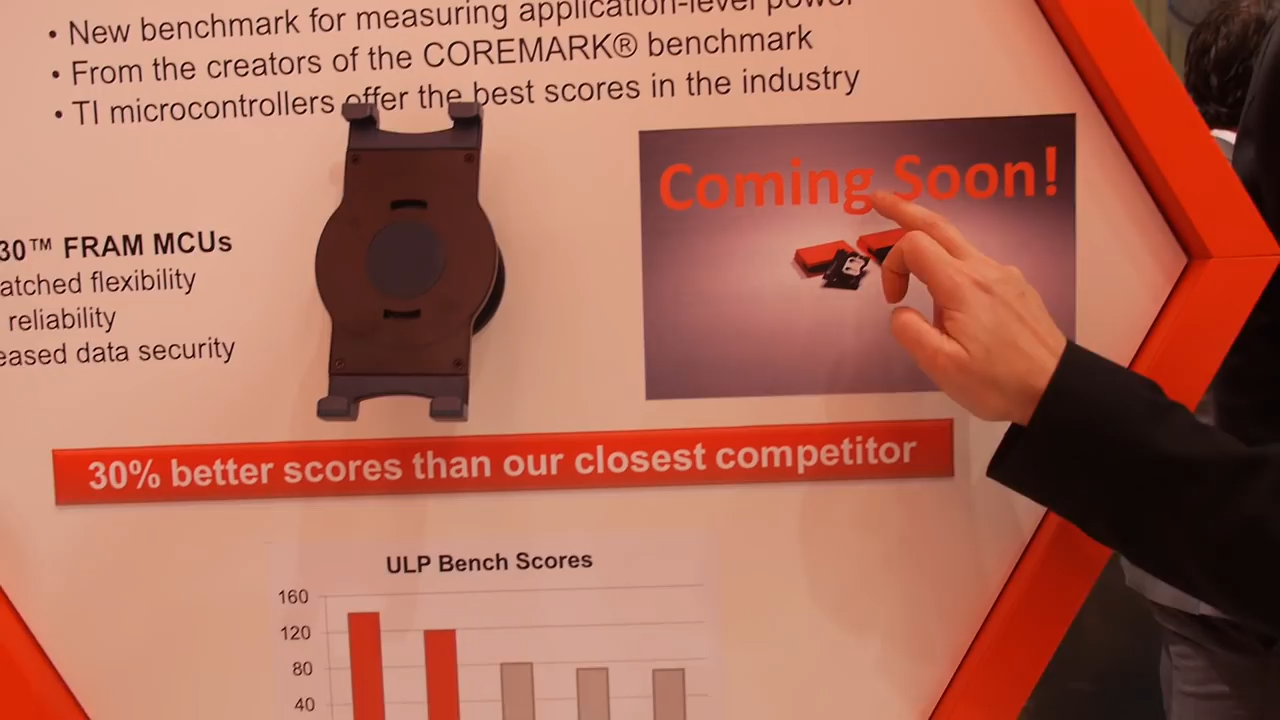 • New benchmark for measuring application-level power
• From the creators of the COREMARK® benchmark
• TI microcontrollers offer the best scores in the industry
Coming Soon!
30™ FRAM MCUs
atched flexibility
reliability
eased data security
30% better scores than our closest competitor
ULP Bench Scores
160
120
80
40